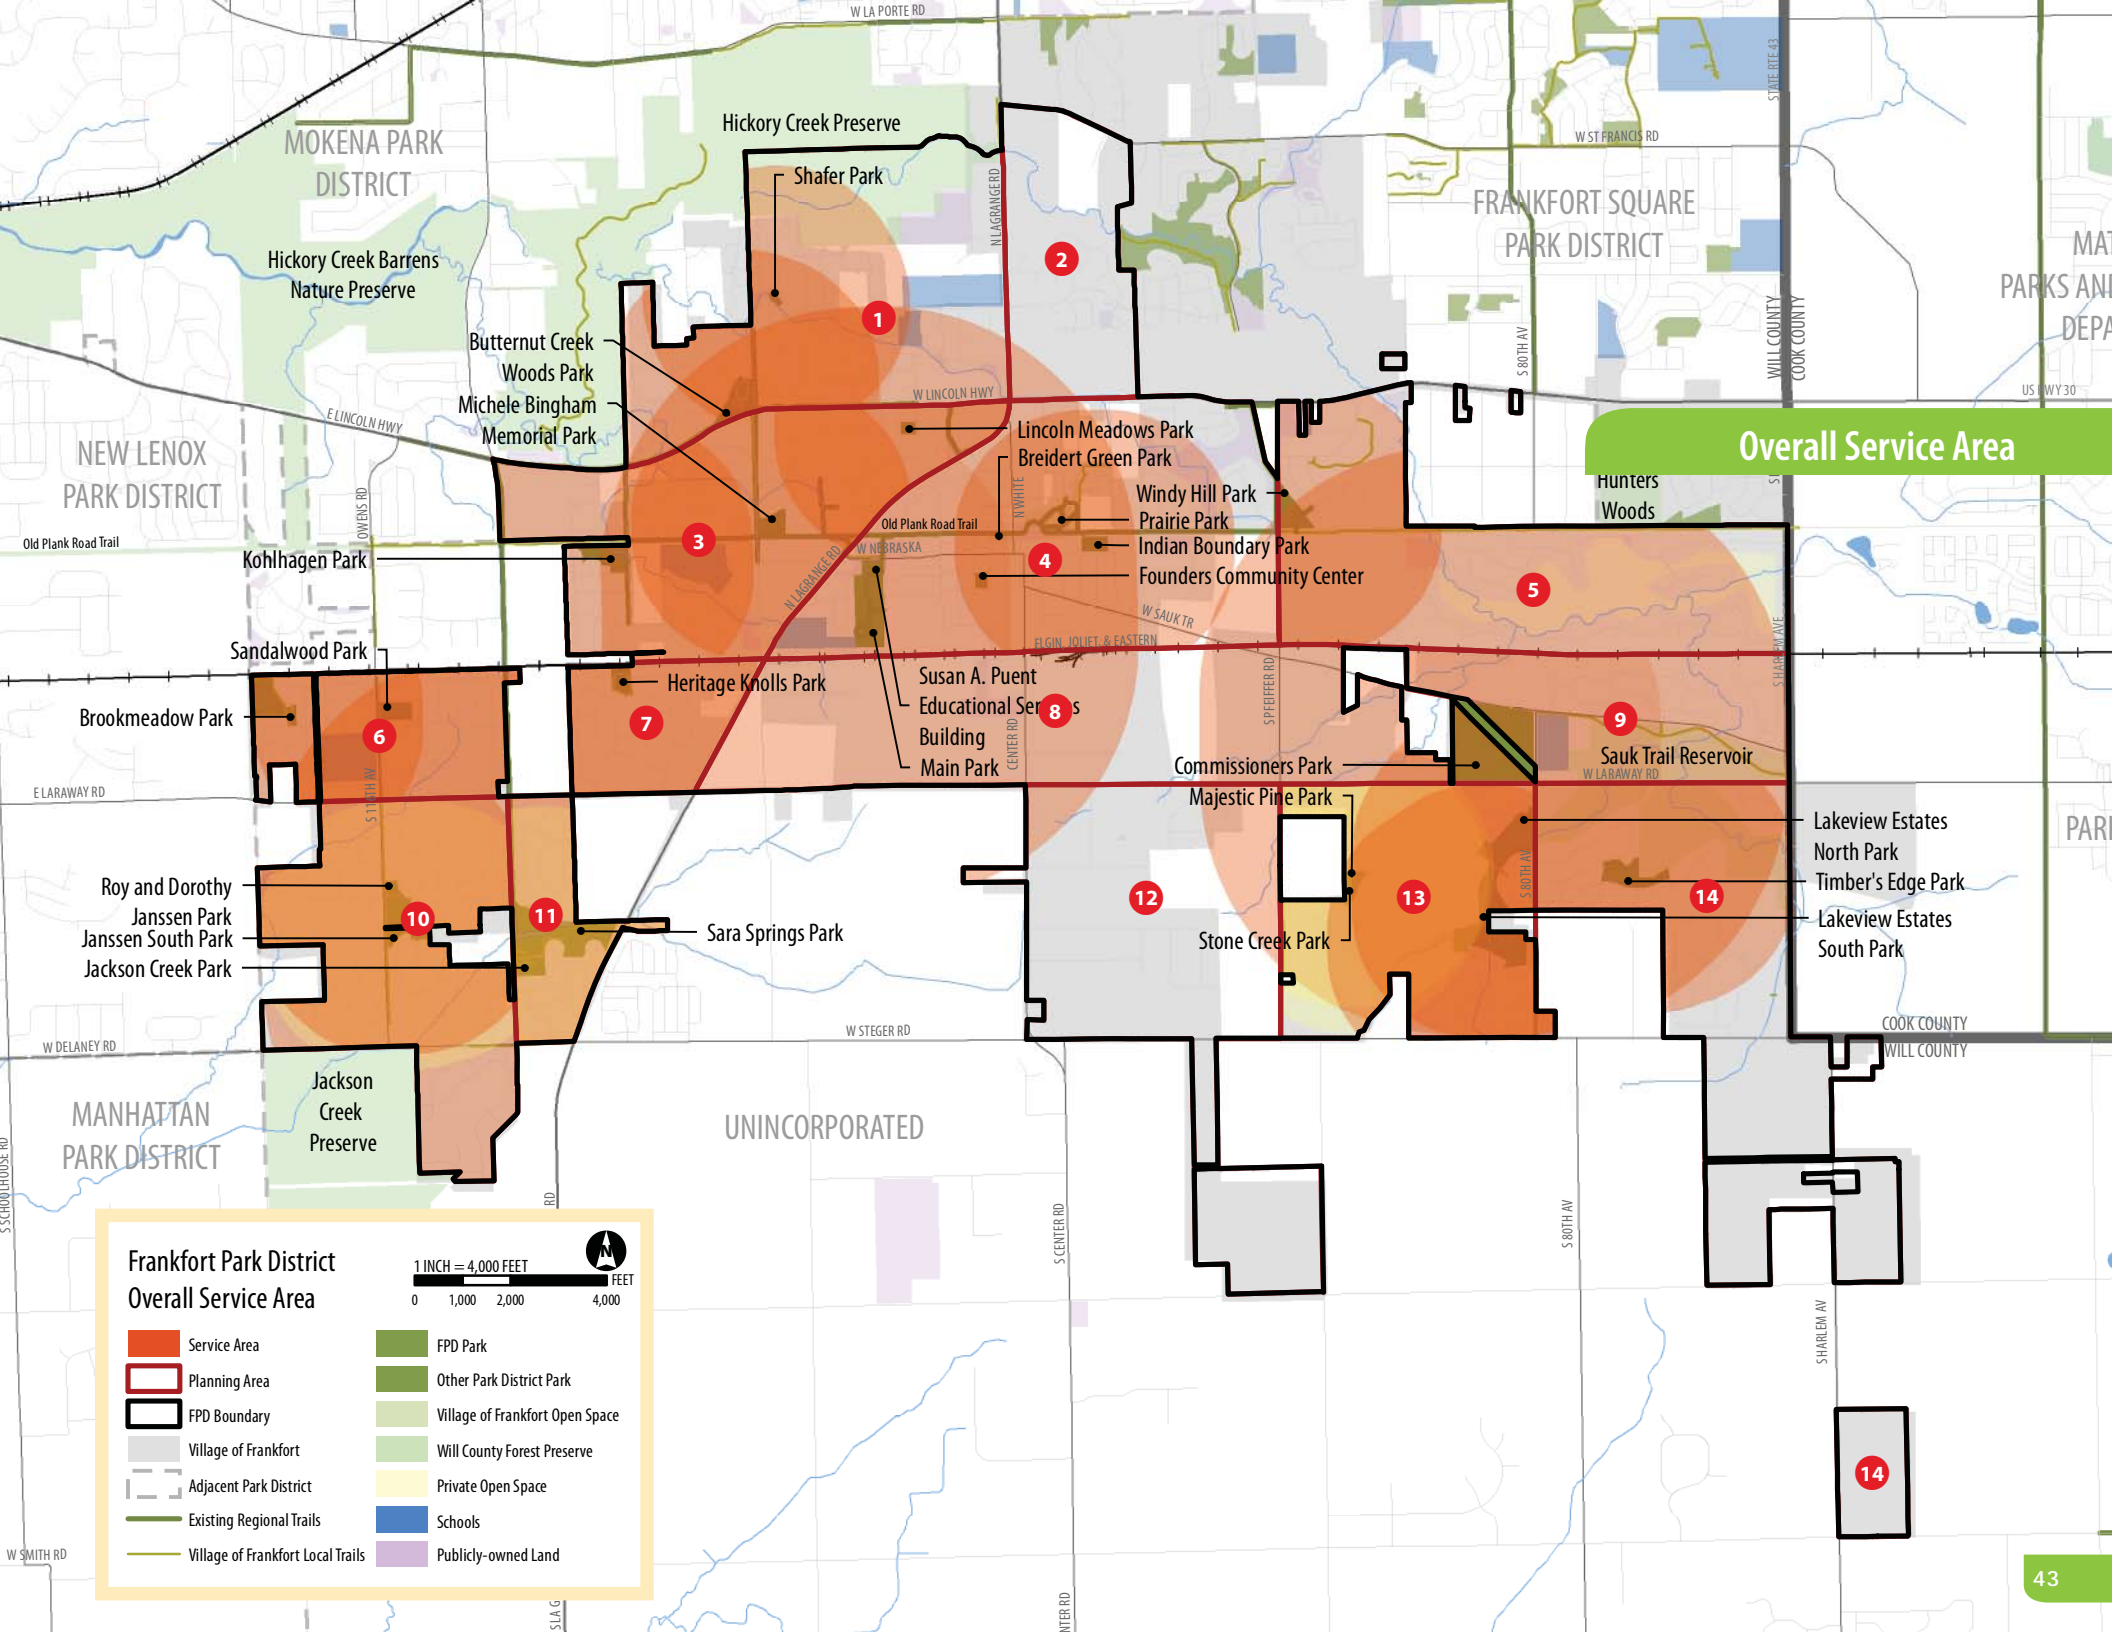 W LA PORTE RD
STATE RTE 43
MOKENA PARK
DISTRICT
Hickory Creek Preserve
W ST FRANCIS RD
Shafer Park
N LAGRANGE RD
FRANKFORT SQUARE
PARK DISTRICT
Hickory Creek Barrens
Nature Preserve
2
1
WILL COUNTY
COOK COUNTY
PARKS AND
Butternut Creek
Woods Park
S 80TH AV
Michele Bingham
Memorial Park
W LINCOLN HWY
US HWY 30
E LINCOLN HWY
Lincoln Meadows Park
Breidert Green Park
Overall Service Area
NEW LENOX
PARK DISTRICT
Hunters
Woods
OWENS RD
N WHITE
Windy Hill Park
Prairie Park
Old Plank Road Trail
Old Plank Road Trail
W NEBRASKA
Indian Boundary Park
Kohlhagen Park
3
4
Founders Community Center
5
N LAGRANGE RD
W SAUK TR
ELGIN, JOLIET, & EASTERN
S HARLEM AVE
Sandalwood Park
Heritage Knolls Park
Susan A. Puent
Educational Services
Building
Main Park
S PFEIFFER RD
CENTER RD
Brookmeadow Park
6
7
8
9
Sauk Trail Reservoir
Commissioners Park
W LARAWAY RD
E LARAWAY RD
S 116TH AV
Majestic Pine Park
Lakeview Estates
North Park
Timber's Edge Park
S 80TH AV
Roy and Dorothy
Janssen Park
Janssen South Park
Jackson Creek Park
10
11
12
13
14
Sara Springs Park
Stone Creek Park
Lakeview Estates
South Park
W STEGER RD
W DELANEY RD
COOK COUNTY
WILL COUNTY
Jackson
Creek
Preserve
MANHATTAN
PARK DISTRICT
UNINCORPORATED
S SCHOOLHOUSE RD
RD
S CENTER RD
S 80TH AV
S HARLEM AV
Frankfort Park District
Overall Service Area
1 INCH = 4,000 FEET
N
FEET
0 1,000 2,000 4,000
Service Area
Planning Area
FPD Boundary
Village of Frankfort
Adjacent Park District
Existing Regional Trails
Village of Frankfort Local Trails
FPD Park
Other Park District Park
Village of Frankfort Open Space
Will County Forest Preserve
Private Open Space
Schools
Publicly-owned Land
14
W SMITH RD
43